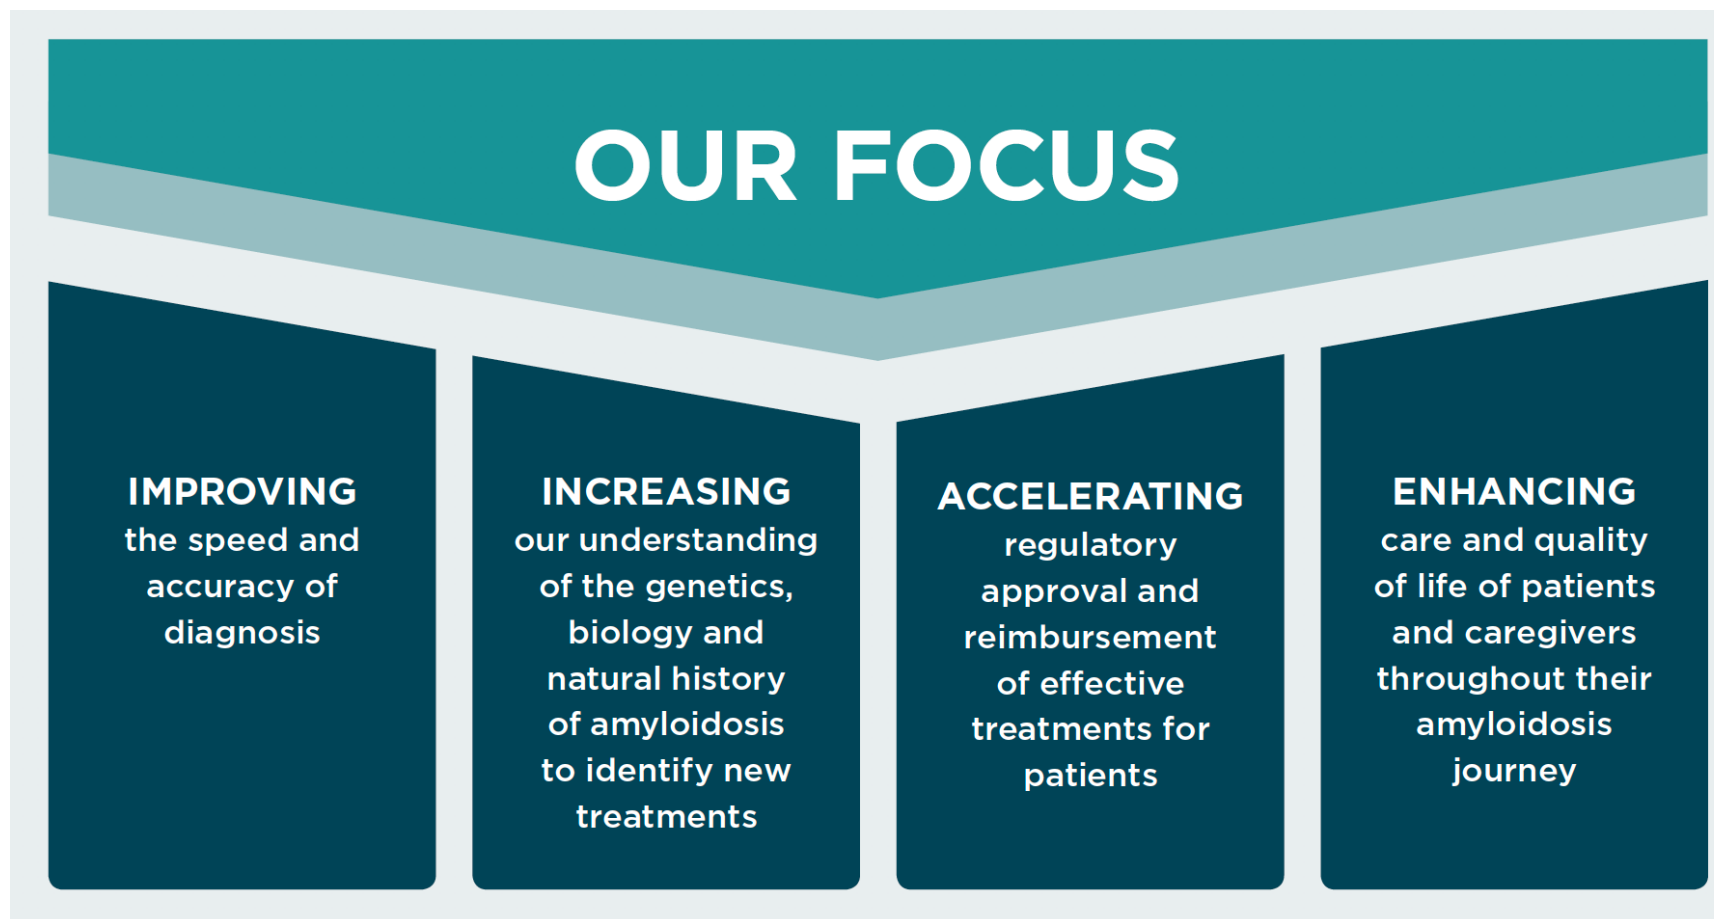 OUR FOCUS
IMPROVING
the speed and
accuracy of
diagnosis
INCREASING
our understanding
of the genetics,
biology and
natural history
of amyloidosis
to identify new
treatments
ACCELERATING
regulatory
approval and
reimbursement
of effective
treatments for
patients
ENHANCING
care and quality
of life of patients
and caregivers
throughout their
amyloidosis
journey